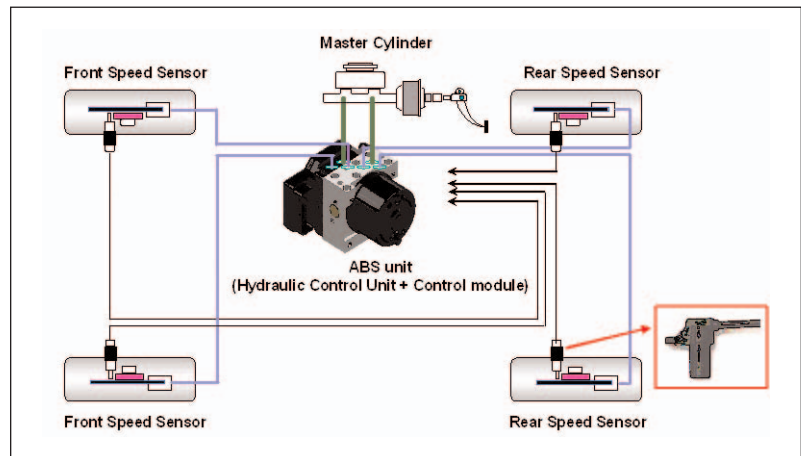 Master Cylinder
Front Speed Sensor
Rear Speed Sensor
ABS unit
(Hydraulic Control Unit + Control module)
Front Speed Sensor
Rear Speed Sensor